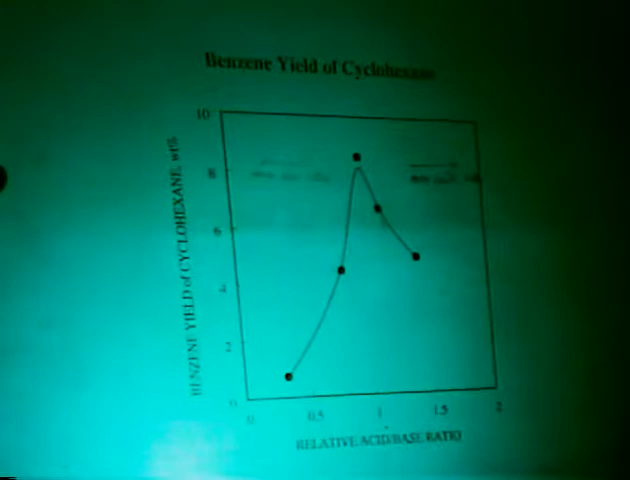 Benzene Yield of Cyclohexane
BENZENE YIELD of CYCLOHEXANE, wt%
10
8
6
4
2
0
0 0.5 1 1.5 2
RELATIVE ACID/BASE RATIO